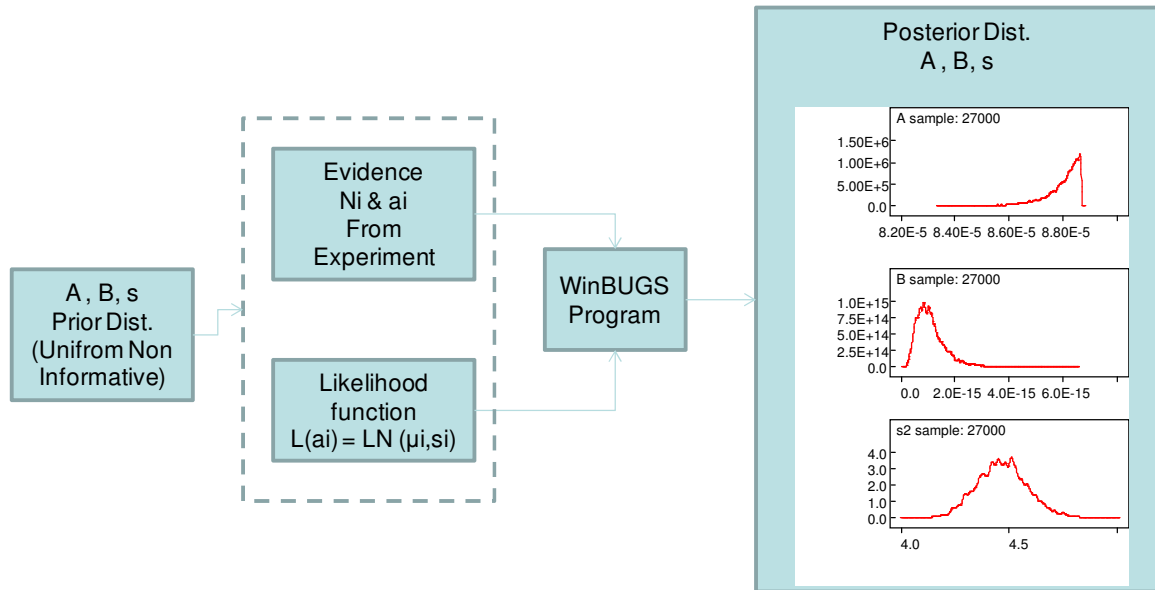 A , B, s
Prior Dist.
(Unifrom Non
Informative)
Evidence
Ni & ai
From
Experiment
Likelihood
function
L(ai) = LN (µi,si)
WinBUGS
Program
Posterior Dist.
A , B, s
A sample: 27000
1.50E+6
1.00E+6
5.00E+5
0.0
8.20E-5 8.40E-5 8.60E-5 8.80E-5
B sample: 27000
1.0E+15
7.5E+14
5.0E+14
2.5E+14
0.0
0.0 2.0E-15 4.0E-15 6.0E-15
s2 sample: 27000
4.0
3.0
2.0
1.0
0.0
4.0 4.5